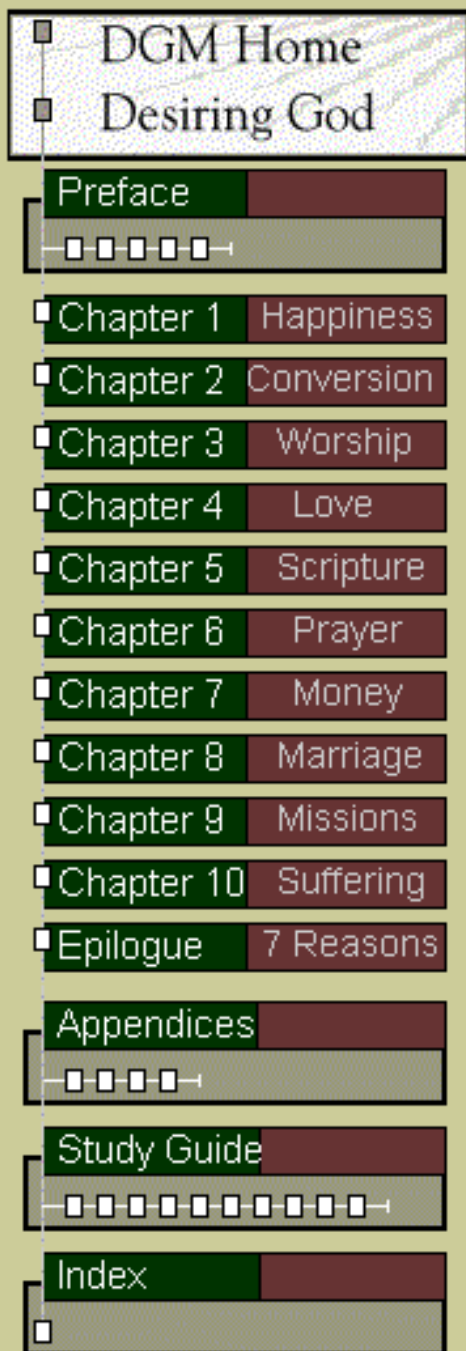 DGM Home
Desiring God
Preface
Chapter 1 Happiness
Chapter 2 Conversion
Chapter 3 Worship
Chapter 4 Love
Chapter 5 Scripture
Chapter 6 Prayer
Chapter 7 Money
Chapter 8 Marriage
Chapter 9 Missions
Chapter 10 Suffering
Epilogue 7 Reasons
Appendices
Study Guide
Index